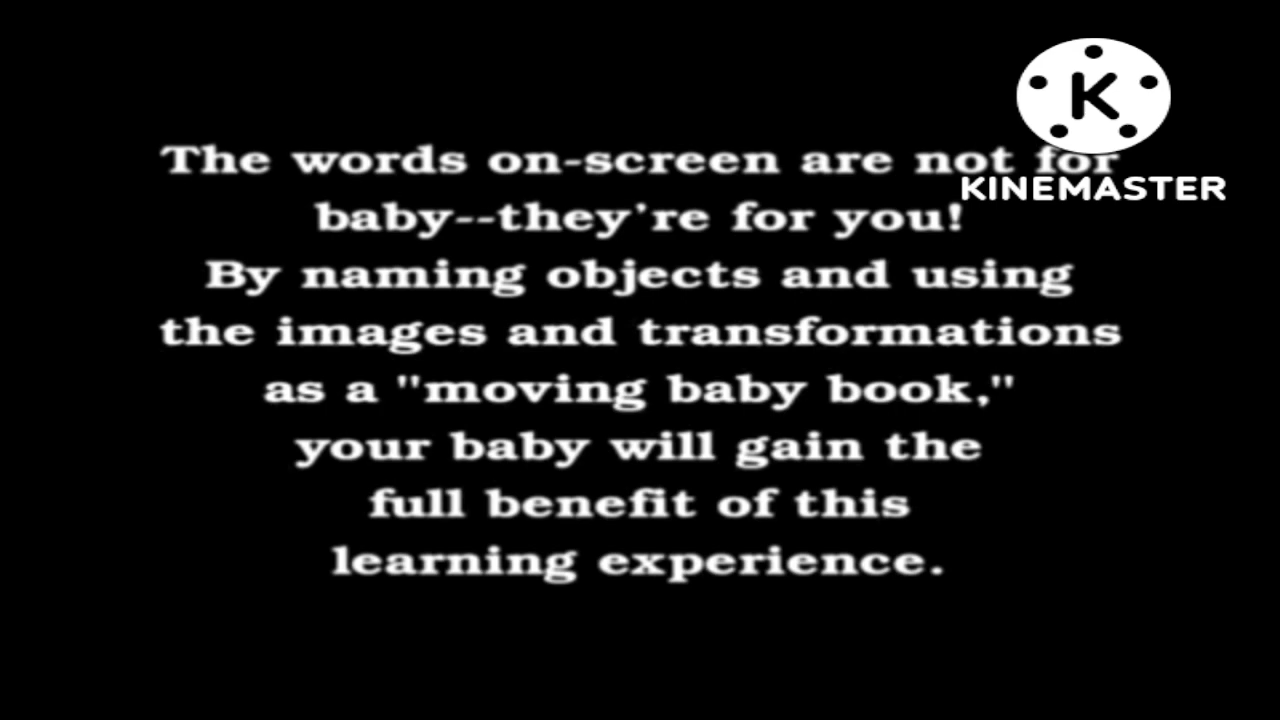 The words on-screen are not for
baby--they're for you!
By naming objects and using
the images and transformations
as a "moving baby book,"
your baby will gain the
full benefit of this
learning experience.
K
KINEMASTER